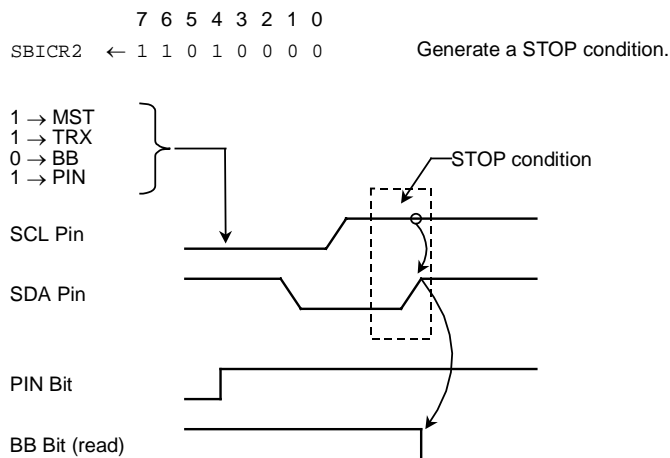 7 6 5 4 3 2 1 0
SBICR2 ← 1 1 0 1 0 0 0 0 Generate a STOP condition.
1 → MST
1 → TRX
0 → BB
1 → PIN
STOP condition
SCL Pin
SDA Pin
PIN Bit
BB Bit (read)